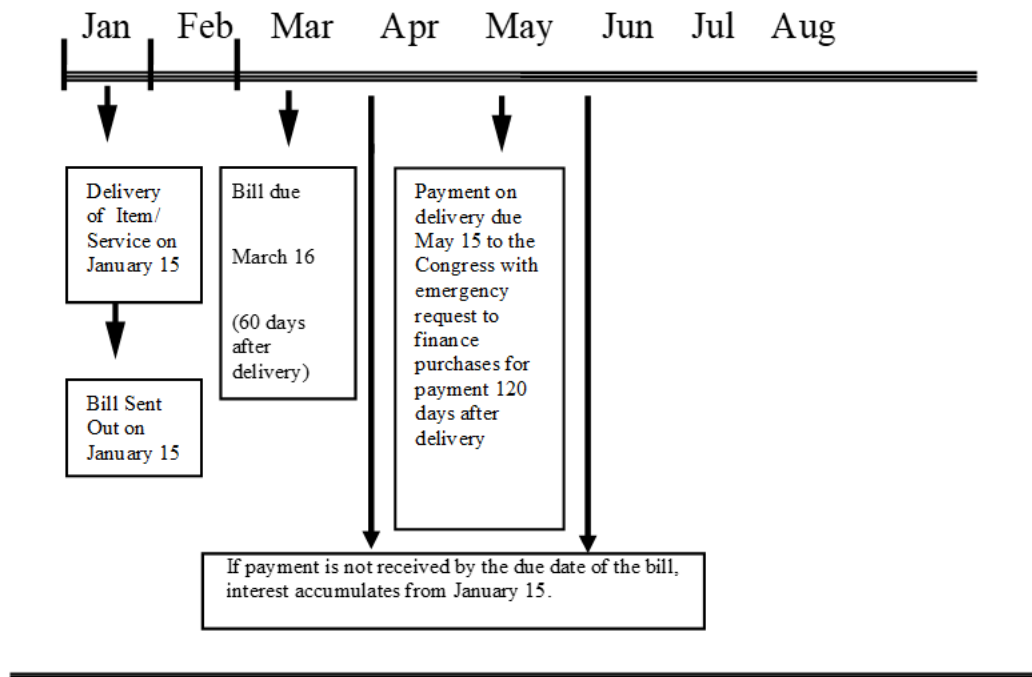 Jan Feb Mar Apr May Jun Jul Aug
Delivery
of Item/
Service on
January 15
Bill Sent
Out on
January 15
Bill due
March 16
(60 days
after
delivery)
Payment on
delivery due
May 15 to the
Congress with
emergency
request to
finance
purchases for
payment 120
days after
delivery
If payment is not received by the due date of the bill,
interest accumulates from January 15.